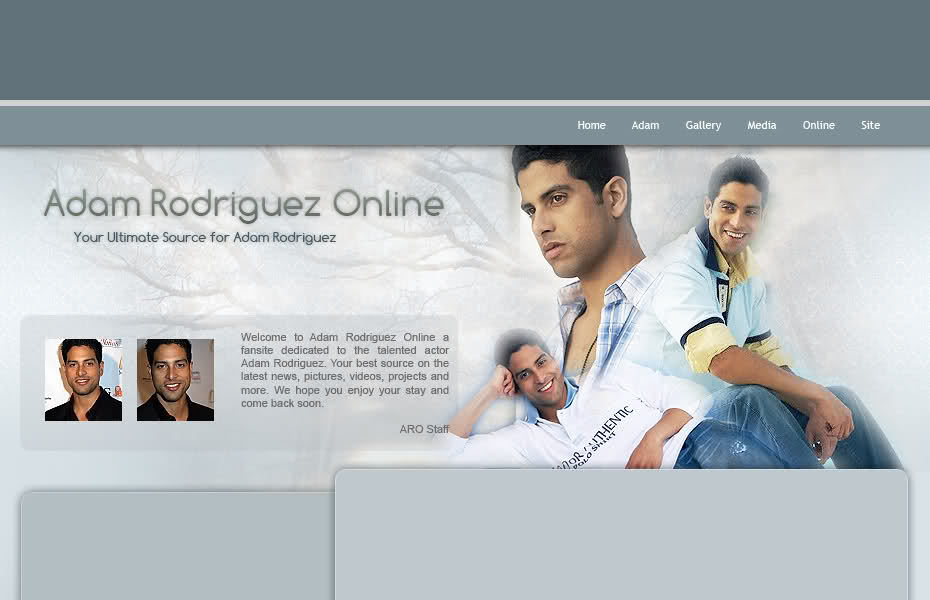 Home Adam Gallery Media Online Site
Adam Rodriguez Online
Your Ultimate Source for Adam Rodriguez
Welcome to Adam Rodriguez Online a
fansite dedicated to the talented actor
Adam Rodriguez. Your best source on the
latest news, pictures, videos, projects and
more. We hope you enjoy your stay and
come back soon.
ARO Staff
AUTHENTIC
POLO SHIRT